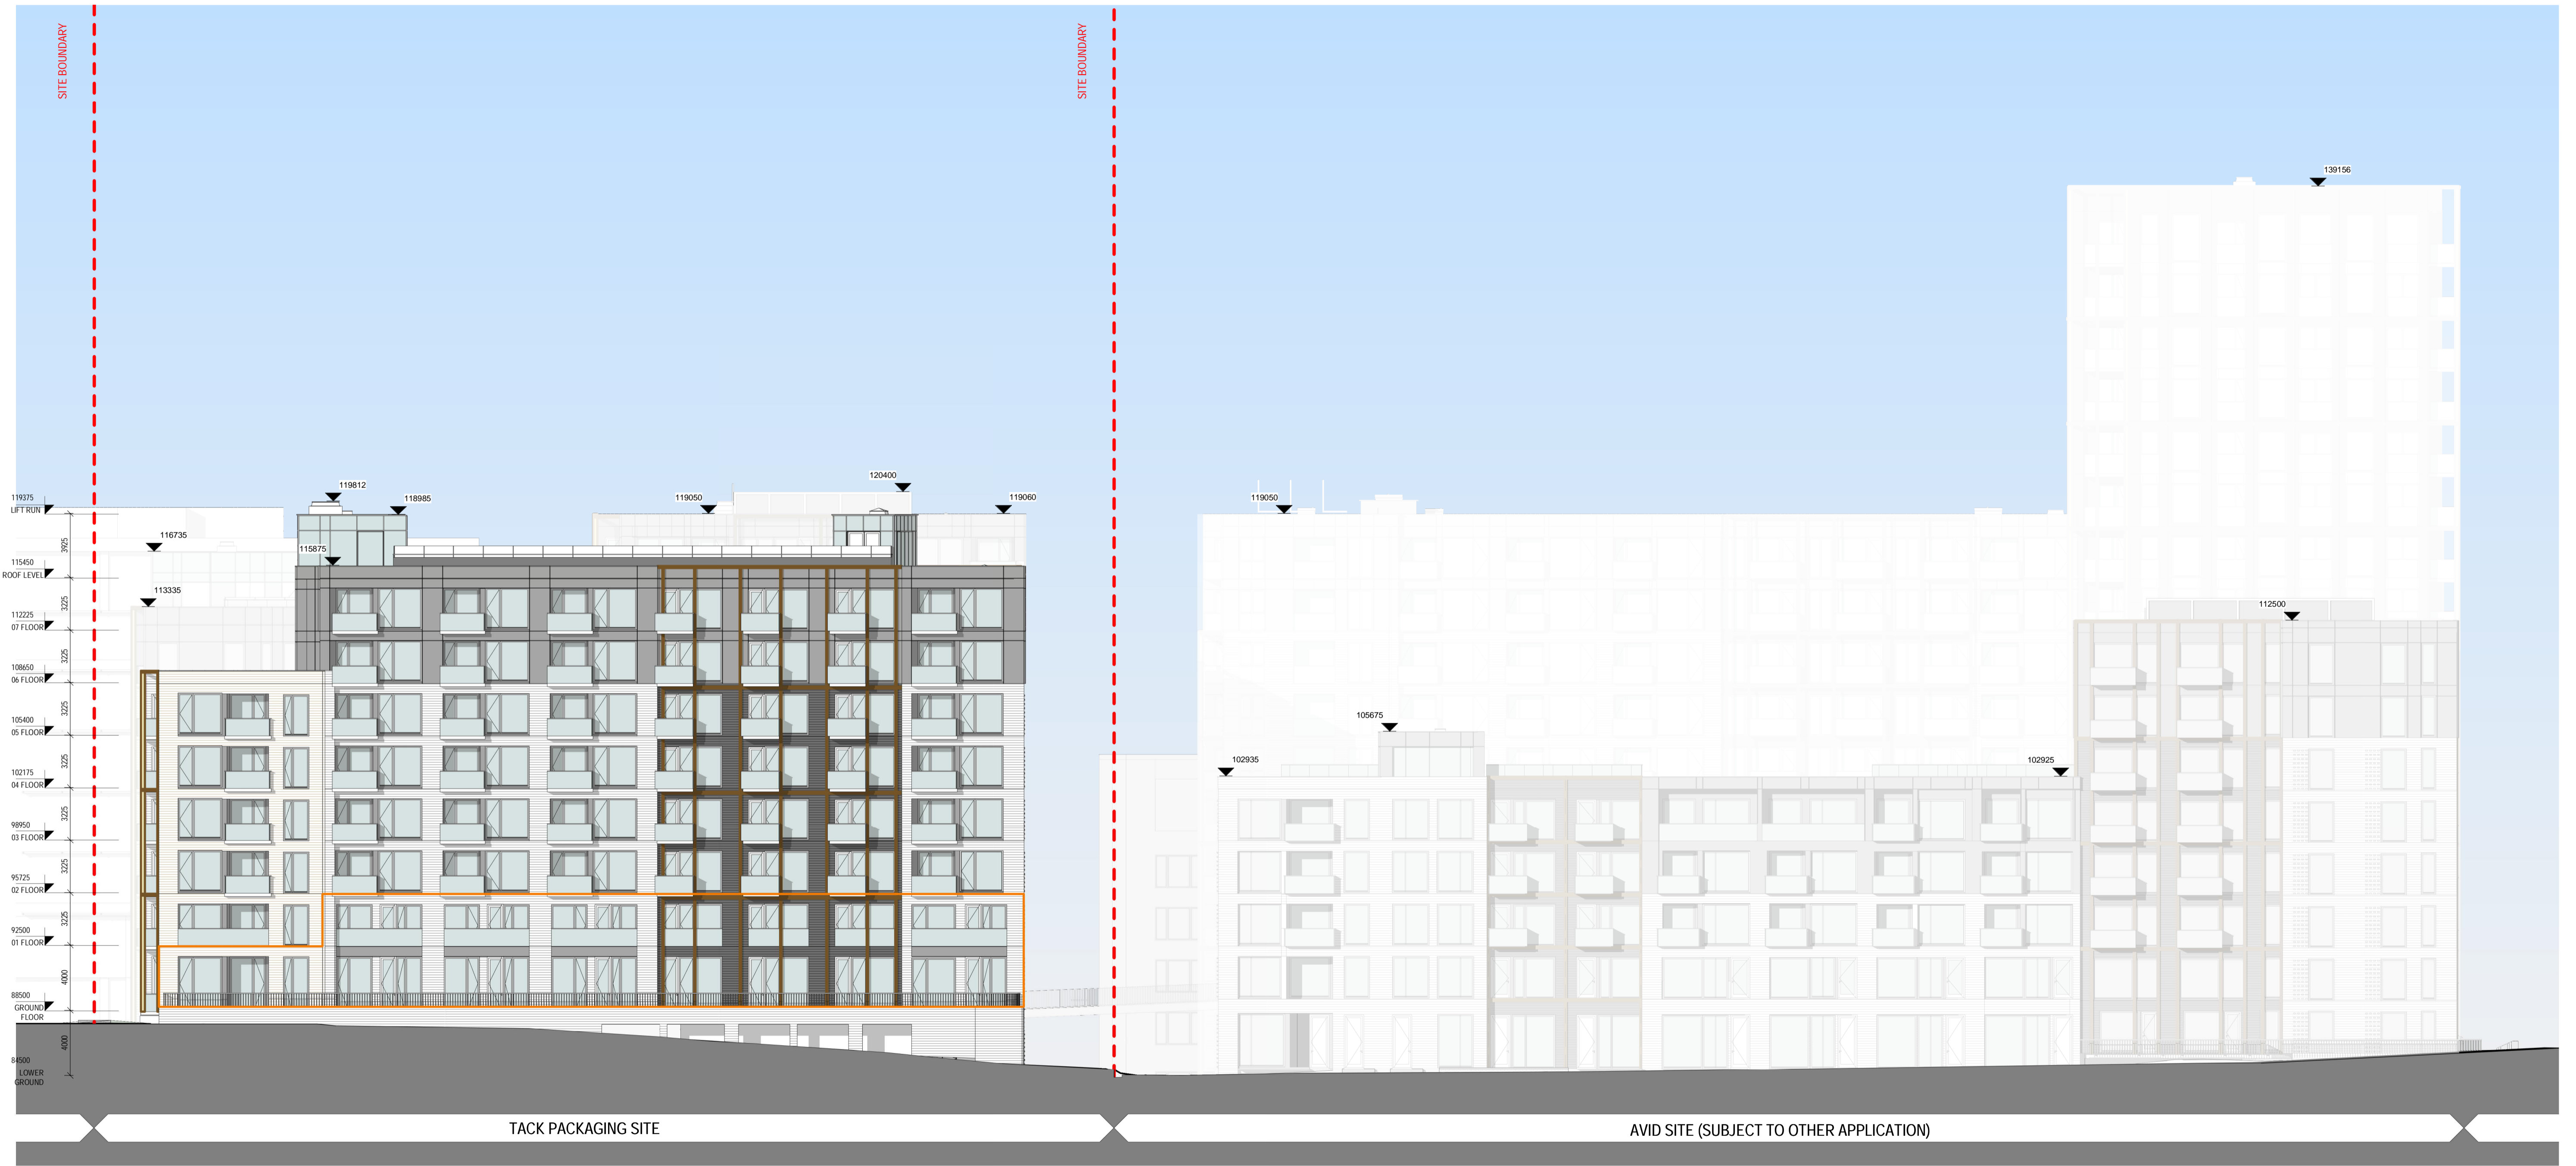 SITE BOUNDARY
SITE BOUNDARY
139156
120400
119812
118985
119050
119060
119050
119375
LIFT RUN
116735
115875
3925
115450
ROOF LEVEL
113335
3225
112225
07 FLOOR
112500
3225
108650
06 FLOOR
3225
105400
05 FLOOR
105675
3225
102175
04 FLOOR
102935
102925
3225
98950
03 FLOOR
3225
95725
02 FLOOR
3225
92500
01 FLOOR
4000
88500
GROUND
FLOOR
4000
84500
LOWER
GROUND
TACK PACKAGING SITE
AVID SITE (SUBJECT TO OTHER APPLICATION)